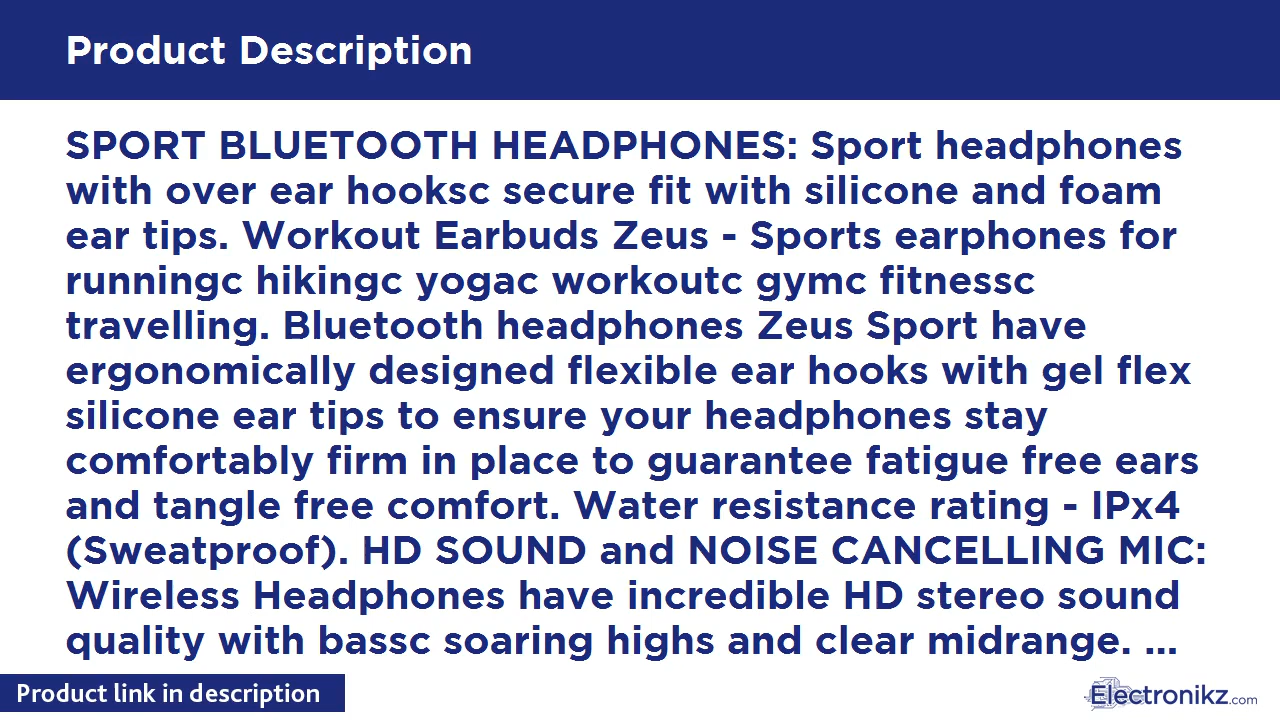 Product Description
SPORT BLUETOOTH HEADPHONES: Sport headphones
with over ear hooksc secure fit with silicone and foam
ear tips. Workout Earbuds Zeus - Sports earphones for
runningc hikingc yogac workoutc gymc fitnessc
travelling. Bluetooth headphones Zeus Sport have
ergonomically designed flexible ear hooks with gel flex
silicone ear tips to ensure your headphones stay
comfortably firm in place to guarantee fatigue free ears
and tangle free comfort. Water resistance rating - IPx4
(Sweatproof). HD SOUND and NOISE CANCELLING MIC:
Wireless Headphones have incredible HD stereo sound
quality with bassc soaring highs and clear midrange. ...
Product link in description
Electronikz.com